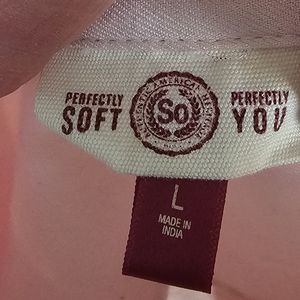 PERFECTLY
SOFT
So
PERFECTLY
YOU
L
MADE IN
INDIA